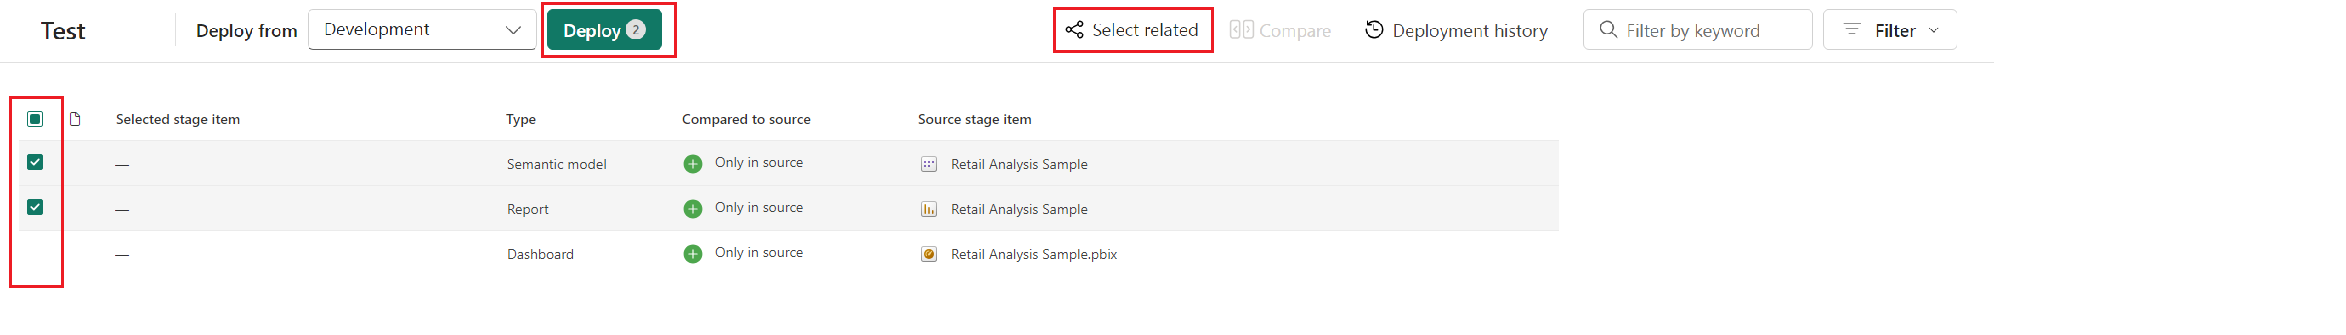 Test Deploy from Development Deploy 2 Select related Compare Deployment history Filter by keyword Filter
Selected stage item Type Compared to source Source stage item
— Semantic model Only in source Retail Analysis Sample
— Report Only in source Retail Analysis Sample
— Dashboard Only in source Retail Analysis Sample.pbix